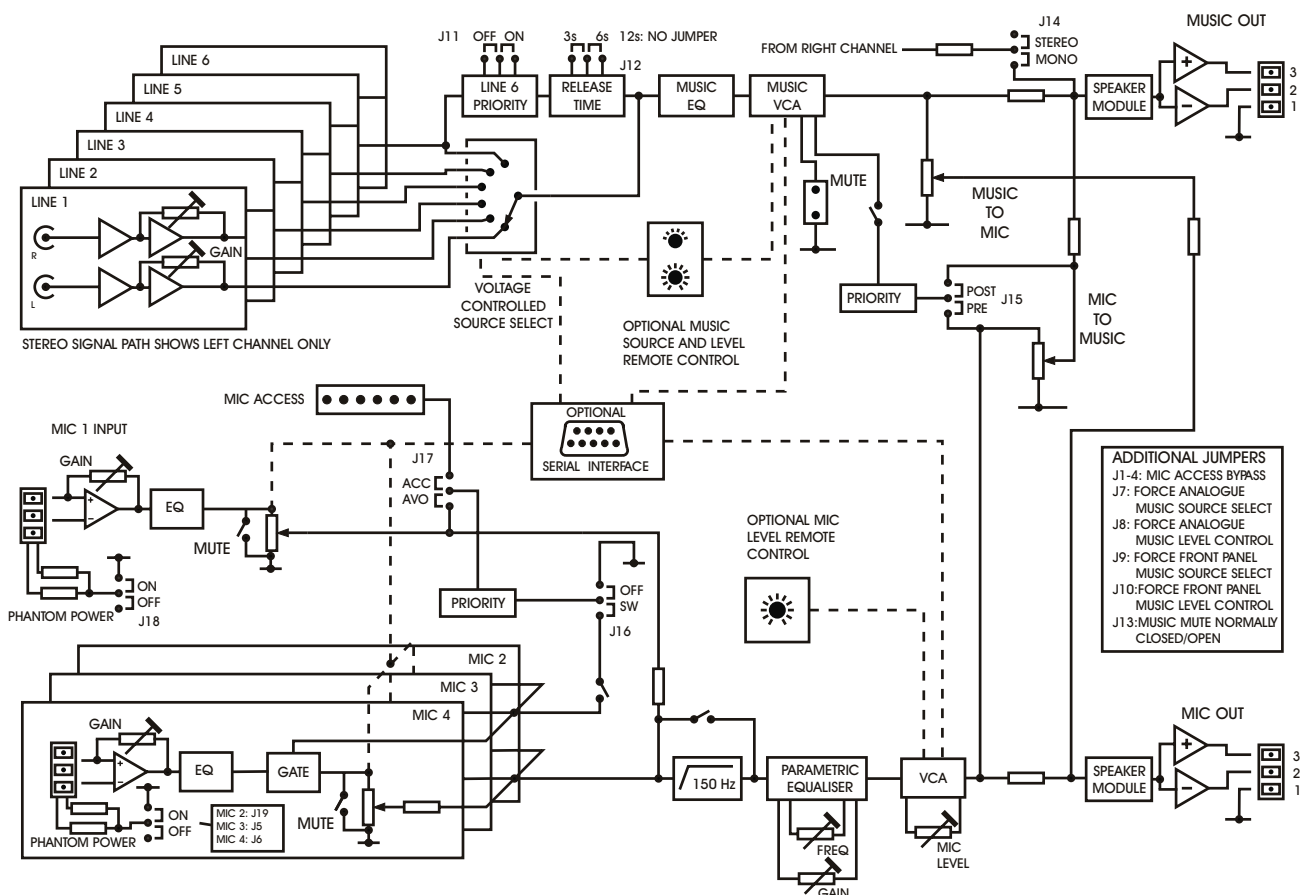 J11 OFF ON
3s 6s 12s: NO JUMPER
J12
J14
STEREO
MONO
FROM RIGHT CHANNEL
MUSIC OUT
LINE 6
LINE 5
LINE 4
LINE 3
LINE 2
LINE 1
R
L
GAIN
LINE 6
PRIORITY
RELEASE
TIME
MUSIC
EQ
MUSIC
VCA
SPEAKER
MODULE
+
−
3
2
1
MUTE
MUSIC
TO
MIC
PRIORITY
POST
PRE
J15
MIC
TO
MUSIC
VOLTAGE
CONTROLLED
SOURCE SELECT
OPTIONAL MUSIC
SOURCE AND LEVEL
REMOTE CONTROL
STEREO SIGNAL PATH SHOWS LEFT CHANNEL ONLY
MIC ACCESS
OPTIONAL
SERIAL INTERFACE
MIC 1 INPUT
GAIN
+
−
EQ
MUTE
ON
OFF
PHANTOM POWER
J18
J17
ACC
AVO
PRIORITY
OFF
SW
J16
OPTIONAL MIC
LEVEL REMOTE
CONTROL
ADDITIONAL JUMPERS
J1-4: MIC ACCESS BYPASS
J7: FORCE ANALOGUE
MUSIC SOURCE SELECT
J8: FORCE ANALOGUE
MUSIC LEVEL CONTROL
J9: FORCE FRONT PANEL
MUSIC SOURCE SELECT
J10:FORCE FRONT PANEL
MUSIC LEVEL CONTROL
J13:MUSIC MUTE NORMALLY
CLOSED/OPEN
MIC 2
MIC 3
MIC 4
GAIN
+
−
EQ
GATE
MUTE
ON
OFF
PHANTOM POWER
MIC 2: J19
MIC 3: J5
MIC 4: J6
150 Hz
PARAMETRIC
EQUALISER
FREQ
GAIN
VCA
MIC
LEVEL
SPEAKER
MODULE
MIC OUT
+
−
3
2
1